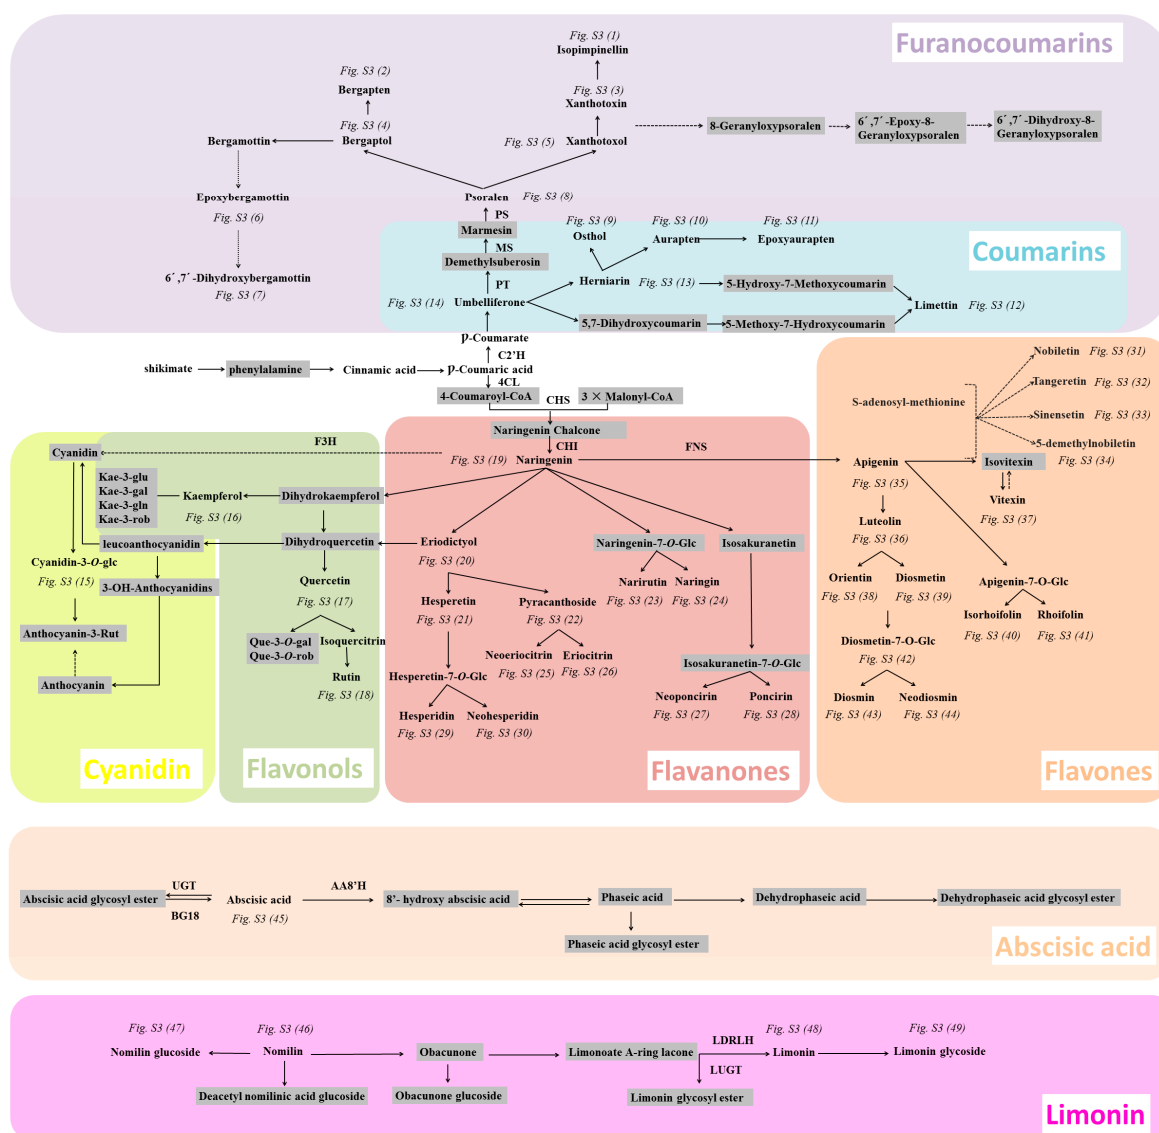 Furanocoumarins
Fig. S3 (1)
Isopimpinellin
Fig. S3 (2)
Bergapten
Fig. S3 (3)
Xanthotoxin
Fig. S3 (4)
Bergamottin
Bergaptol
Fig. S3 (5)
Xanthotoxol
8-Geranyloxypsoralen
6´,7´-Epoxy-8-
Geranyloxypsoralen
6´,7´-Dihydroxy-8-
Geranyloxypsoralen
Epoxybergamottin
Fig. S3 (6)
Psoralen
Fig. S3 (8)
PS
Marmesin
MS
Demethylsuberosin
PT
6´,7´-Dihydroxybergamottin
Fig. S3 (7)
Coumarins
Fig. S3 (9)
Osthol
Fig. S3 (10)
Aurapten
Fig. S3 (11)
Epoxyaurapten
Herniarin
Fig. S3 (13)
5-Hydroxy-7-Methoxycoumarin
Fig. S3 (14)
Umbelliferone
Limettin
Fig. S3 (12)
5,7-Dihydroxycoumarin
5-Methoxy-7-Hydroxycoumarin
p-Coumarate
C2’H
shikimate
phenylalamine
Cinnamic acid
p-Coumaric acid
4CL
4-Coumaroyl-CoA
CHS
3 × Malonyl-CoA
Naringenin Chalcone
CHI
F3H
Cyanidin
Fig. S3 (19)
Naringenin
FNS
Apigenin
Fig. S3 (35)
S-adenosyl-methionine
Nobiletin
Fig. S3 (31)
Tangeretin
Fig. S3 (32)
Sinensetin
Fig. S3 (33)
5-demethylnobiletin
Fig. S3 (34)
Isovitexin
Vitexin
Fig. S3 (37)
Kae-3-glu
Kae-3-gal
Kae-3-gln
Kae-3-rob
Kaempferol
Fig. S3 (16)
Dihydrokaempferol
leucoanthocyanidin
Dihydroquercetin
Eriodictyol
Fig. S3 (20)
Naringenin-7-O-Glc
Isosakuranetin
Luteolin
Fig. S3 (36)
Cyanidin-3-O-glc
Fig. S3 (15)
3-OH-Anthocyanidins
Quercetin
Fig. S3 (17)
Hesperetin
Fig. S3 (21)
Pyracanthoside
Fig. S3 (22)
Narirutin
Fig. S3 (23)
Naringin
Fig. S3 (24)
Orientin
Fig. S3 (38)
Diosmetin
Fig. S3 (39)
Apigenin-7-O-Glc
Isorhoifolin
Fig. S3 (40)
Rhoifolin
Fig. S3 (41)
Anthocyanin-3-Rut
Que-3-O-gal
Que-3-O-rob
Isoquercitrin
Neoeriocitrin
Fig. S3 (25)
Eriocitrin
Fig. S3 (26)
Diosmetin-7-O-Glc
Fig. S3 (42)
Anthocyanin
Rutin
Fig. S3 (18)
Hesperetin-7-O-Glc
Isosakuranetin-7-O-Glc
Neoponcirin
Fig. S3 (27)
Poncirin
Fig. S3 (28)
Diosmin
Fig. S3 (43)
Neodiosmin
Fig. S3 (44)
Hesperidin
Fig. S3 (29)
Neohesperidin
Fig. S3 (30)
Cyanidin
Flavonols
Flavanones
Flavones
Abscisic acid glycosyl ester
UGT
BG18
Abscisic acid
Fig. S3 (45)
AA8’H
8’- hydroxy abscisic acid
Phaseic acid
Dehydrophaseic acid
Dehydrophaseic acid glycosyl ester
Phaseic acid glycosyl ester
Abscisic acid
Fig. S3 (47)
Nomilin glucoside
Fig. S3 (46)
Nomilin
Obacunone
Limonoate A-ring lacone
LDRLH
LUGT
Fig. S3 (48)
Limonin
Fig. S3 (49)
Limonin glycoside
Deacetyl nomilinic acid glucoside
Obacunone glucoside
Limonin glycosyl ester
Limonin